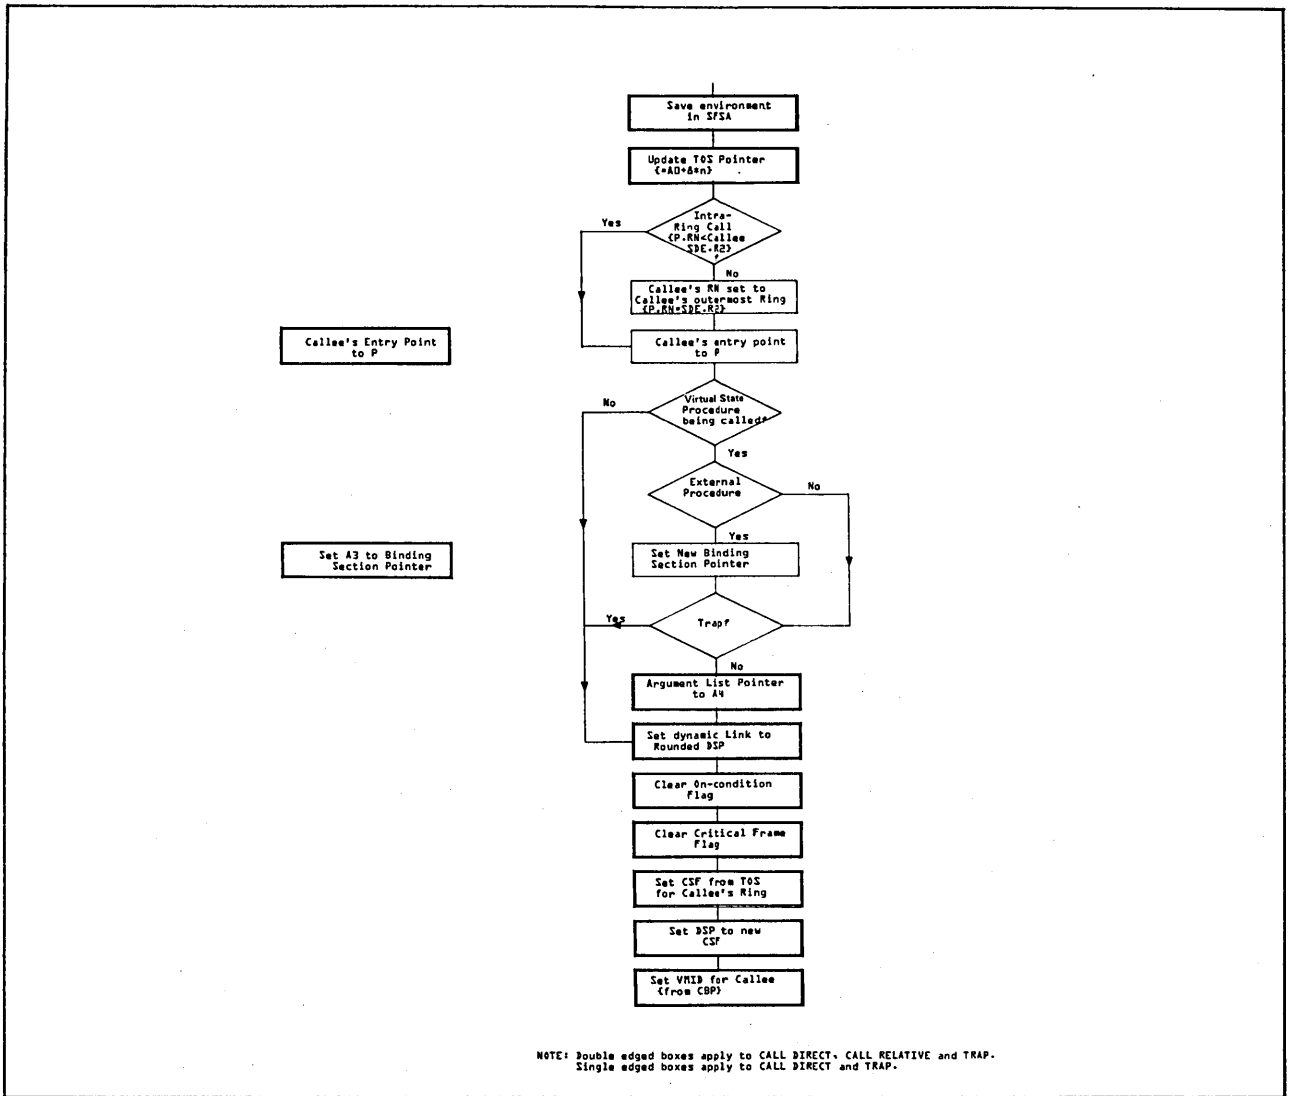 Save environment
in SFSA
Update TOS Pointer
{=A0+8*n}
Intra-
Ring Call
{P.RN<Callee
SDE.R2}
?
Yes
No
Callee's RN set to
Callee's outermost Ring
{P.RN=SDE.R2}
Callee's Entry Point
to P
Callee's entry point
to P
Virtual State
Procedure
being called?
No
Yes
External
Procedure
No
Yes
Set A3 to Binding
Section Pointer
Set New Binding
Section Pointer
Trap?
Yes
No
Argument List Pointer
to A4
Set dynamic Link to
Rounded DSP
Clear On-condition
Flag
Clear Critical Frame
Flag
Set CSF from TOS
for Callee's Ring
Set DSP to new
CSF
Set VMID for Callee
{from CBP}
NOTE: Double edged boxes apply to CALL DIRECT, CALL RELATIVE and TRAP.
Single edged boxes apply to CALL DIRECT and TRAP.